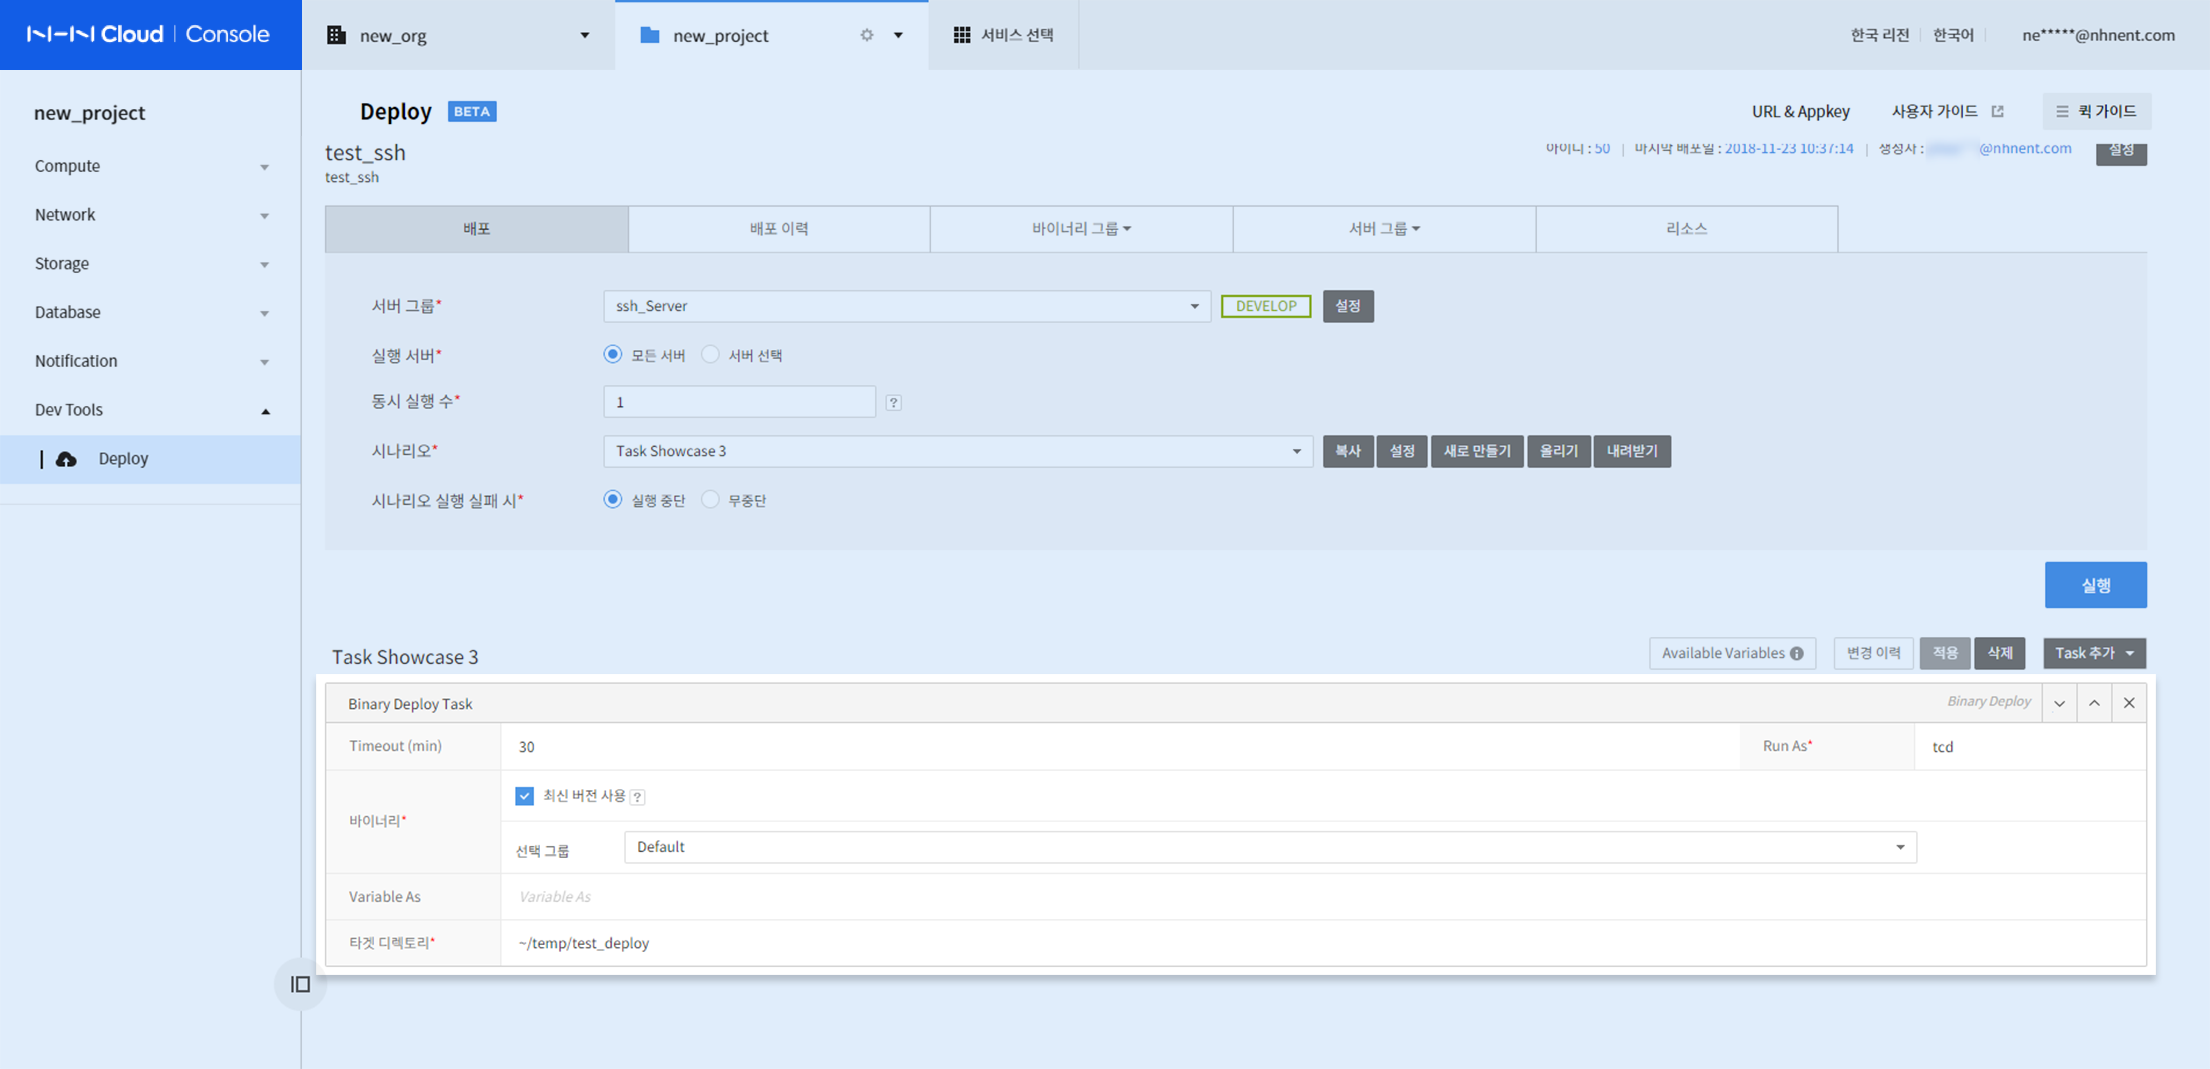 NHN Cloud | Console
new_org
new_project
서비스 선택
한국 리전
한국어
ne*****@nhnent.com
new_project
Compute
Network
Storage
Database
Notification
Dev Tools
Deploy
Deploy BETA
URL & Appkey
사용자 가이드
퀵 가이드
test_ssh
아이디 : 50 | 마지막 배포일 : 2018-11-23 10:37:14 | 생성자 : @nhnent.com
설정
test_ssh
배포
배포 이력
바이너리 그룹
서버 그룹
리소스
서버 그룹*
ssh_Server
DEVELOP
설정
실행 서버*
모든 서버
서버 선택
동시 실행 수*
1
?
시나리오*
Task Showcase 3
복사
설정
새로 만들기
올리기
내려받기
시나리오 실행 실패 시*
실행 중단
무중단
실행
Task Showcase 3
Available Variables
변경 이력
적용
삭제
Task 추가
Binary Deploy Task
Binary Deploy
Timeout (min)
30
Run As*
tcd
바이너리*
최신 버전 사용 ?
선택 그룹
Default
Variable As
Variable As
타겟 디렉토리*
~/temp/test_deploy